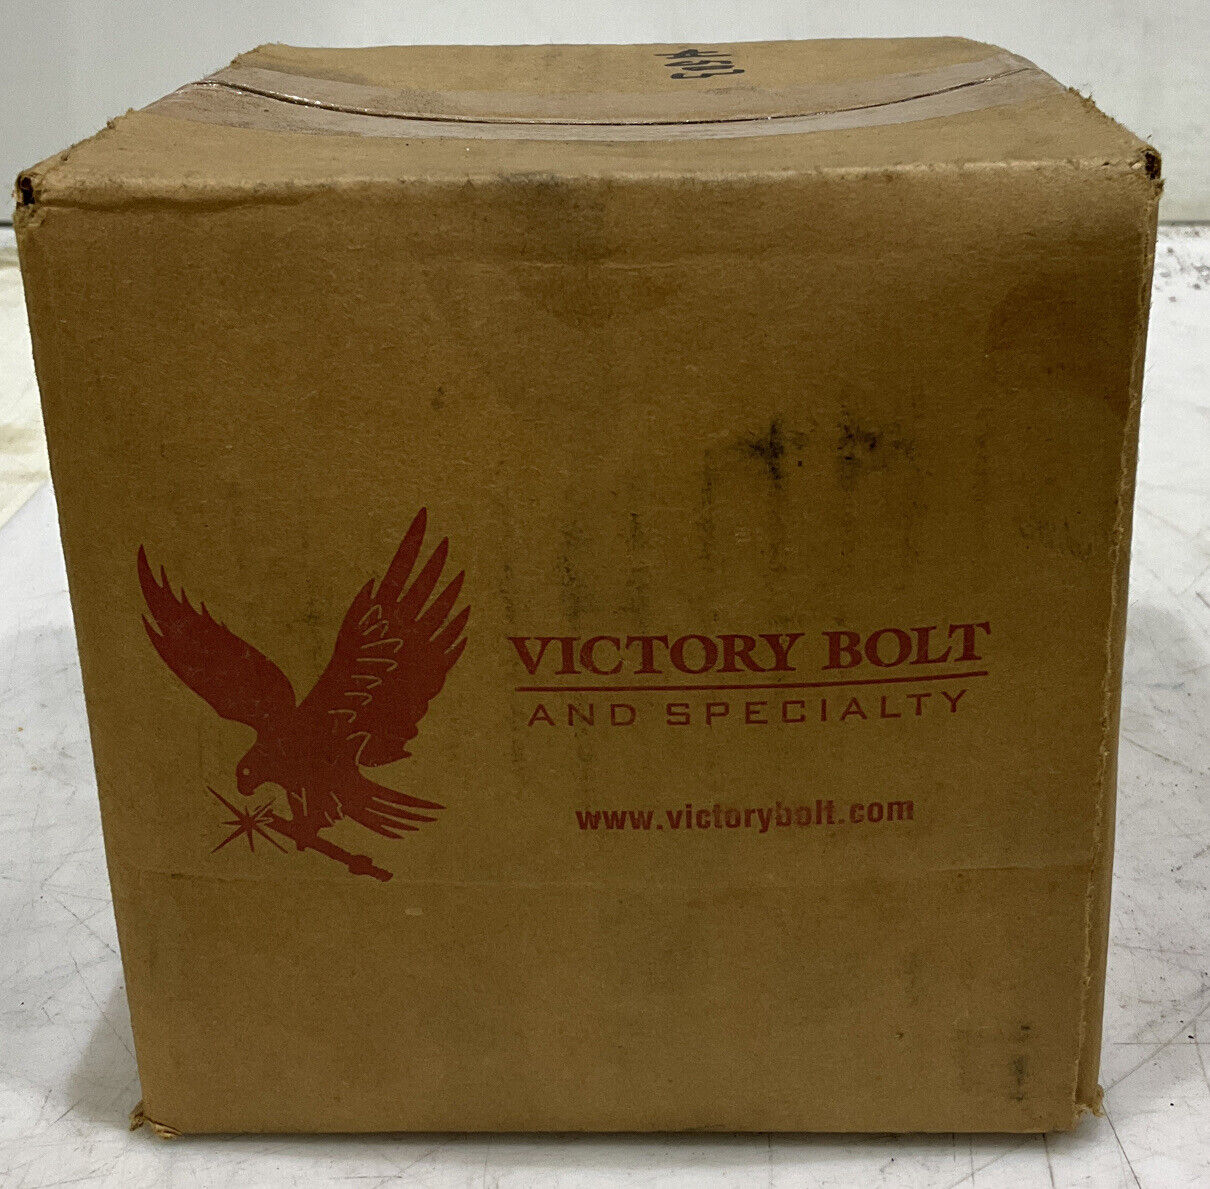 VICTORY BOLT
AND SPECIALTY
www.victorybolt.com